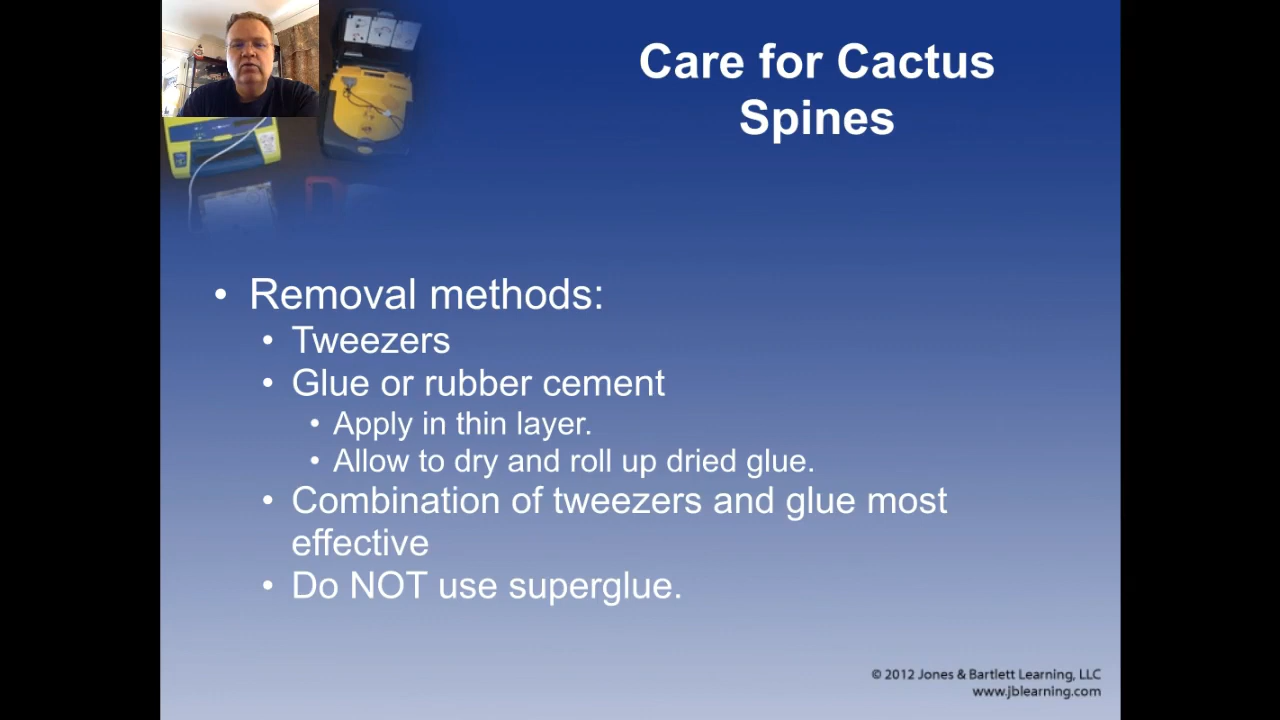 Care for Cactus
Spines
• Removal methods:
• Tweezers
• Glue or rubber cement
• Apply in thin layer.
• Allow to dry and roll up dried glue.
• Combination of tweezers and glue most
effective
• Do NOT use superglue.
© 2012 Jones & Bartlett Learning, LLC
www.jblearning.com